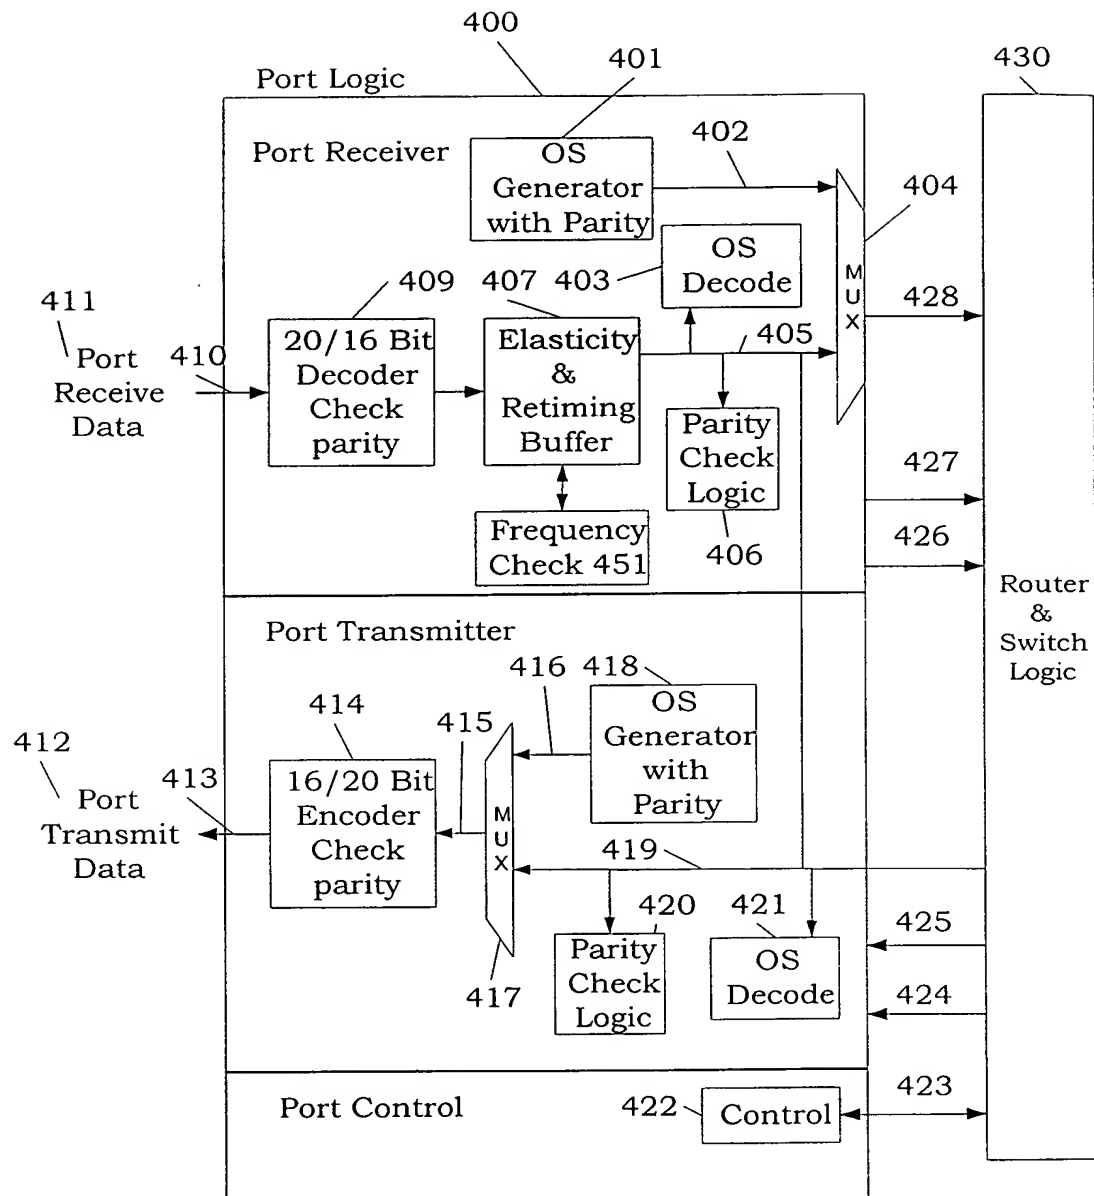 400
401
430
Port Logic
Port Receiver
OS
Generator
with Parity
402
404
OS
Decode
403
MUX
409
407
411
Port
Receive
Data
410
20/16 Bit
Decoder
Check
parity
Elasticity
&
Retiming
Buffer
405
428
Parity
Check
Logic
406
427
426
Frequency
Check 451
Router
&
Switch
Logic
Port Transmitter
416
418
OS
Generator
with
Parity
414
415
412
Port
Transmit
Data
413
16/20 Bit
Encoder
Check
parity
MUX
419
417
420
Parity
Check
Logic
421
OS
Decode
425
424
Port Control
422
Control
423